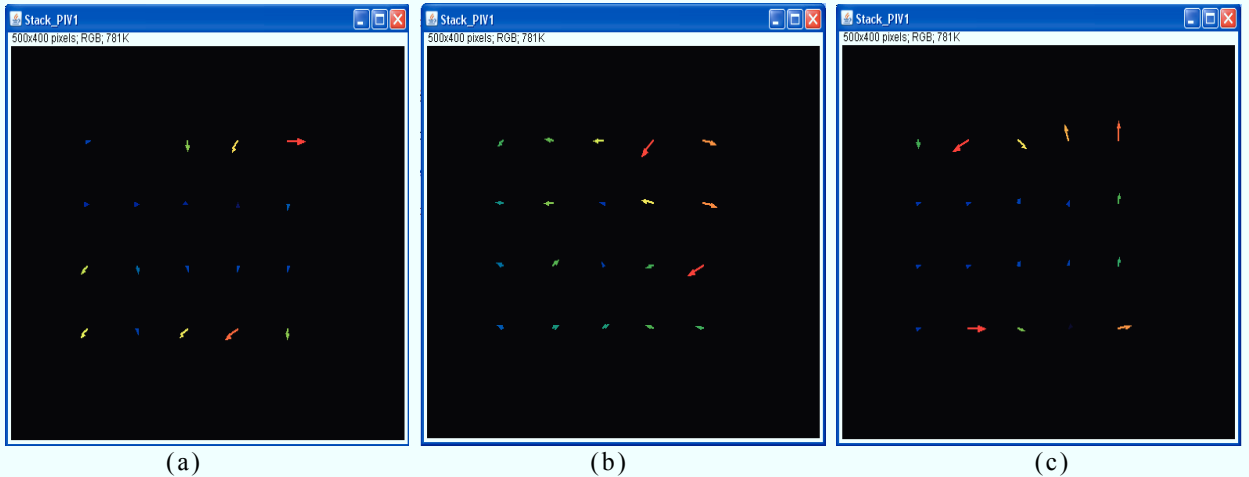 Stack_PIV1
500x400 pixels; RGB; 781K
Stack_PIV1
500x400 pixels; RGB; 781K
Stack_PIV1
500x400 pixels; RGB; 781K
(a)
(b)
(c)